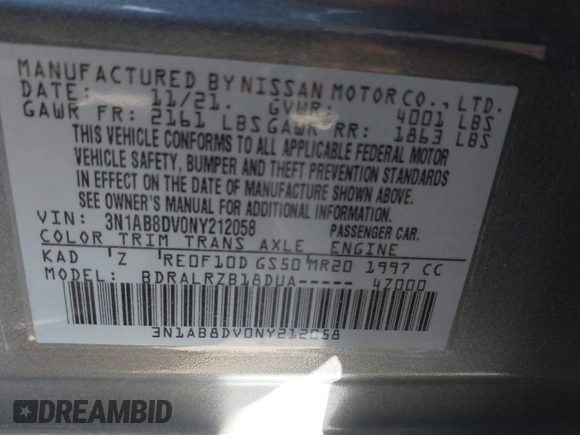 MANUFACTURED BY NISSAN MOTOR CO., LTD.
DATE: 11/21. GVWR: 4001 LBS
GAWR FR: 2161 LBS GAWR RR: 1863 LBS
THIS VEHICLE CONFORMS TO ALL APPLICABLE FEDERAL MOTOR
VEHICLE SAFETY, BUMPER AND THEFT PREVENTION STANDARDS
IN EFFECT ON THE DATE OF MANUFACTURE SHOWN ABOVE.
SEE OWNER'S MANUAL FOR ADDITIONAL INFORMATION.
VIN: 3N1AB8DV0NY212058 PASSENGER CAR.
COLOR TRIM TRANS AXLE ENGINE
KAD Z RE0F10D GS50 MR20 1997 CC
MODEL: BDRALRZB18DUA----- 4Z000
3N1AB8DV0NY212058
DREAMBID